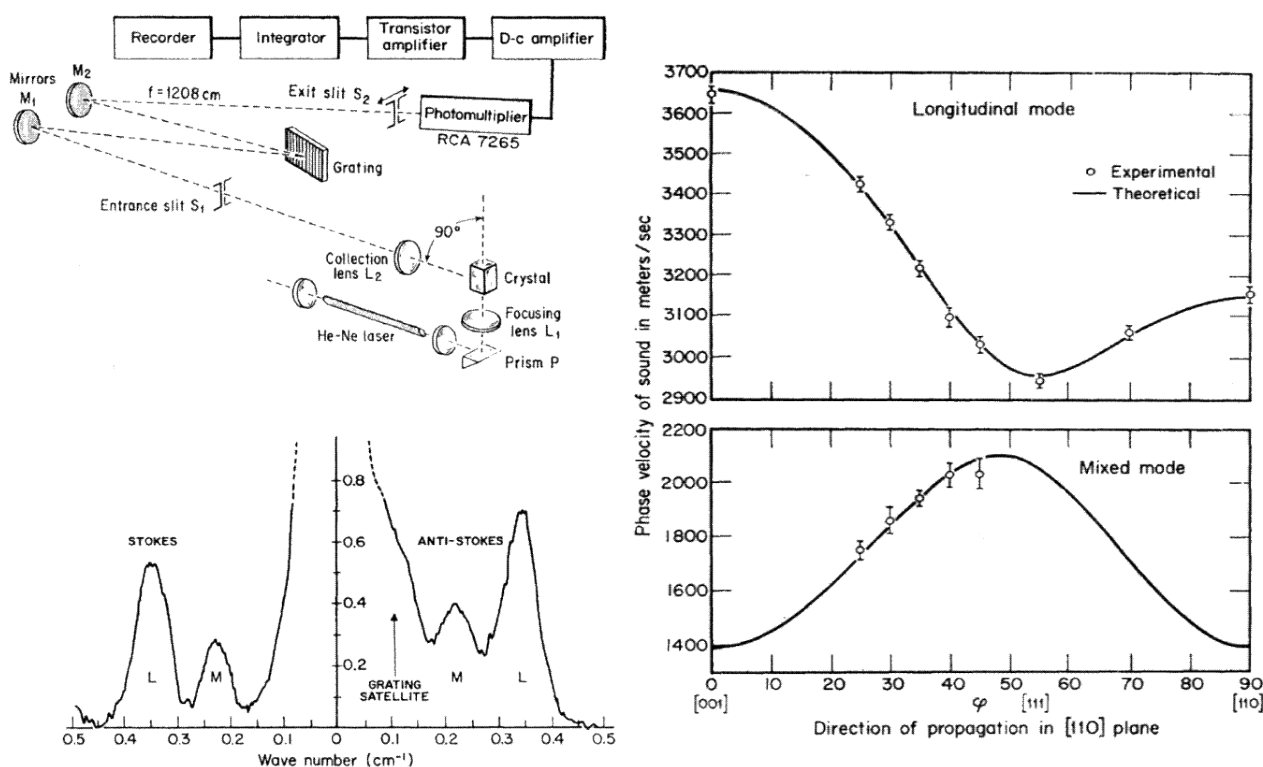 Recorder
Integrator
Transistor
amplifier
D-c amplifier
Mirrors
M1
M2
f = 1208 cm
Exit slit S2
Photomultiplier
RCA 7265
Grating
Entrance slit S1
90°
Collection
lens L2
Crystal
Focusing
lens L1
He-Ne laser
Prism P
STOKES
ANTI-STOKES
0.8
0.6
0.4
0.2
L
M
GRATING
SATELLITE
M
L
0.5
0.4
0.3
0.2
0.1
0
0.1
0.2
0.3
0.4
0.5
Wave number (cm⁻¹)
Phase velocity of sound in meters/sec
3700
3600
3500
3400
3300
3200
3100
3000
2900
Longitudinal mode
Experimental
Theoretical
2200
2000
1800
1600
1400
Mixed mode
0
10
20
30
40
50
60
70
80
90
[001]
φ
[111]
[110]
Direction of propagation in [110] plane